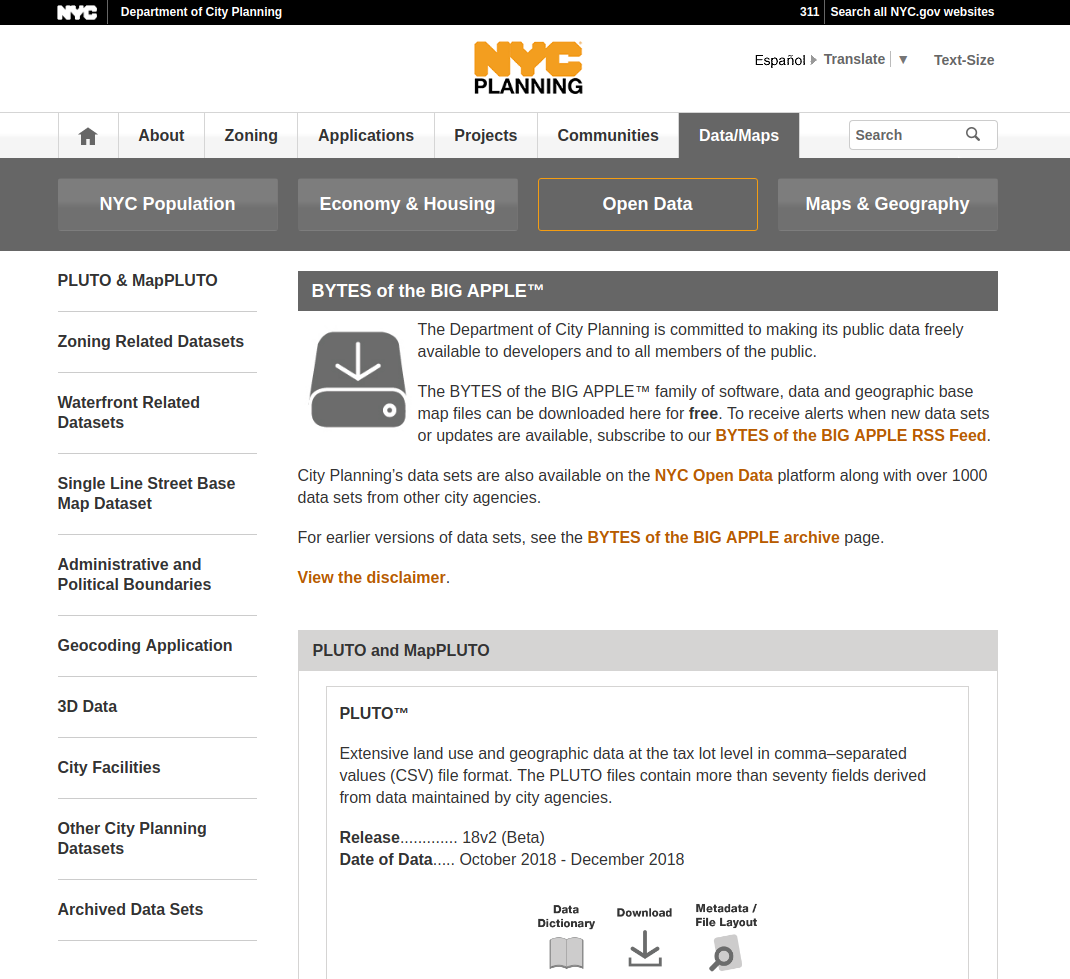 NYC Department of City Planning 311 Search all NYC.gov websites
NYC
PLANNING
Español Translate ▼ Text-Size
About Zoning Applications Projects Communities Data/Maps Search
NYC Population Economy & Housing Open Data Maps & Geography
PLUTO & MapPLUTO
Zoning Related Datasets
Waterfront Related
Datasets
Single Line Street Base
Map Dataset
Administrative and
Political Boundaries
Geocoding Application
3D Data
City Facilities
Other City Planning
Datasets
Archived Data Sets
BYTES of the BIG APPLE™
The Department of City Planning is committed to making its public data freely
available to developers and to all members of the public.
The BYTES of the BIG APPLE™ family of software, data and geographic base
map files can be downloaded here for free. To receive alerts when new data sets
or updates are available, subscribe to our BYTES of the BIG APPLE RSS Feed.
City Planning’s data sets are also available on the NYC Open Data platform along with over 1000
data sets from other city agencies.
For earlier versions of data sets, see the BYTES of the BIG APPLE archive page.
View the disclaimer.
PLUTO and MapPLUTO
PLUTO™
Extensive land use and geographic data at the tax lot level in comma–separated
values (CSV) file format. The PLUTO files contain more than seventy fields derived
from data maintained by city agencies.
Release............. 18v2 (Beta)
Date of Data..... October 2018 - December 2018
Data
Dictionary
Download
Metadata /
File Layout